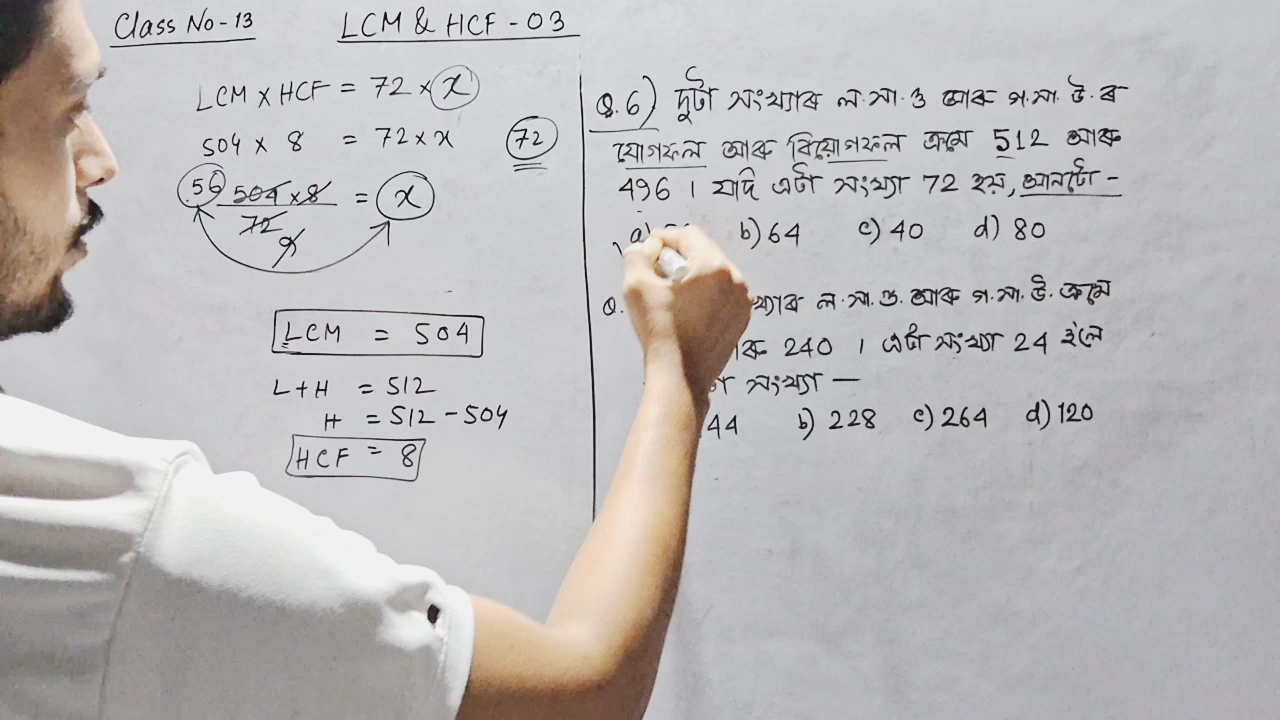 Class No - 13
LCM & HCF - 03
LCM × HCF = 72 × x
504 × 8 = 72 × x
72
56 504 × 8 = x
72
9
LCM = 504
L + H = 512
H = 512 - 504
HCF = 8
Q. 6) দুটা সংখ্যাৰ ল. সা. গু আৰু গ. সা. উ. ৰ
যোগফল আৰু বিয়োগফল ক্ৰমে 512 আৰু
496 । যদি এটা সংখ্যা 72 হয়, আনটো -
a) b) 64 c) 40 d) 80
Q. ল. সা. গু. আৰু গ. সা. উ. ক্ৰমে
240 । এটা সংখ্যা 24 হ'লে
সংখ্যা —
44 b) 228 c) 264 d) 120